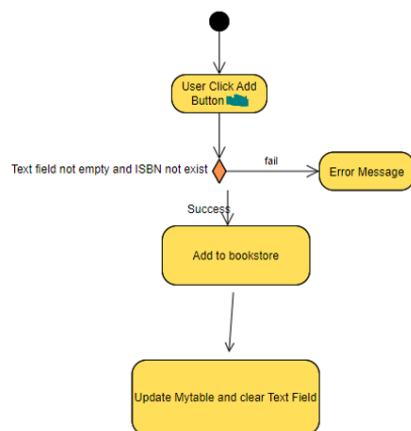 User Click Add
Button
Text field not empty and ISBN not exist
fail
Error Message
Success
Add to bookstore
Update Mytable and clear Text Field